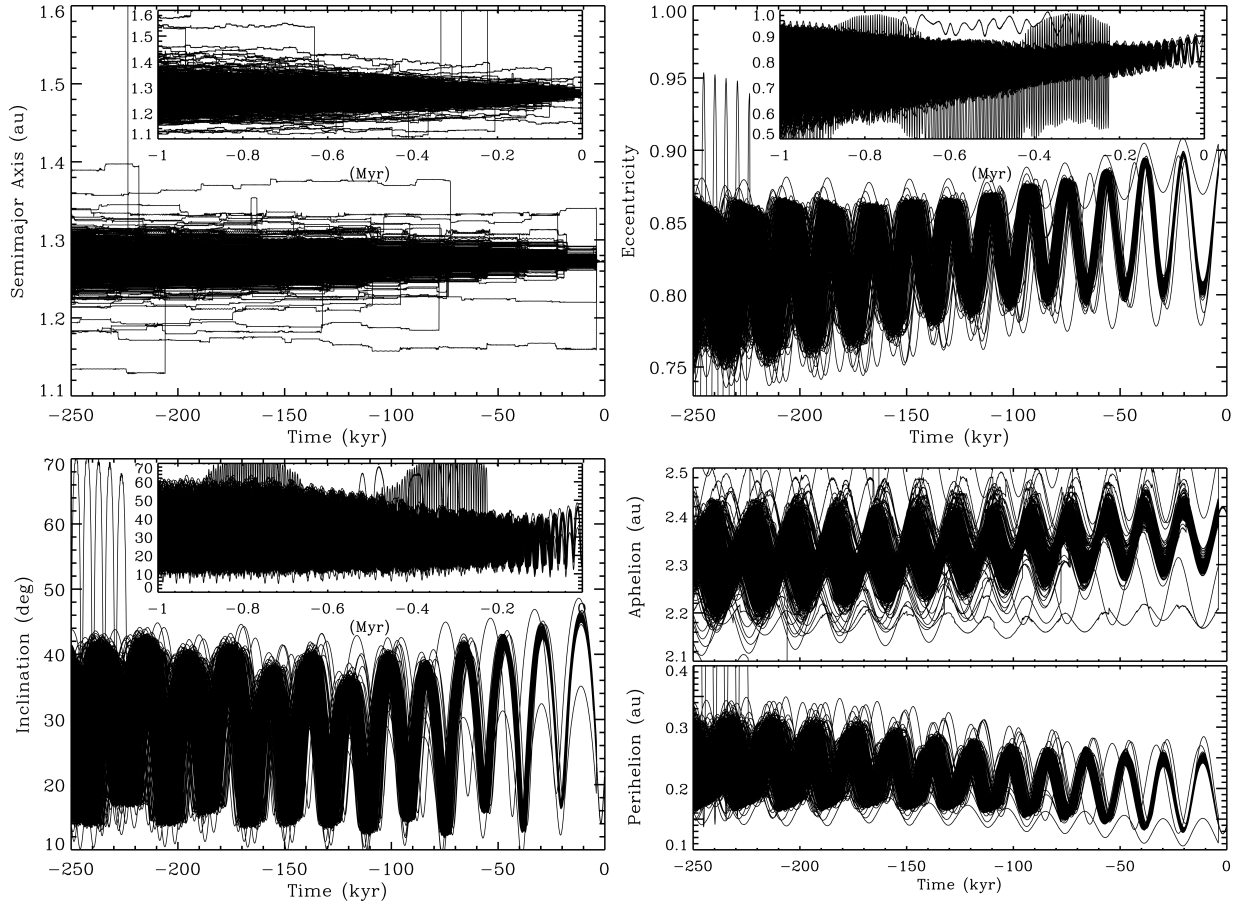 Semimajor Axis (au)
1.6
1.5
1.4
1.3
1.2
1.1
−250 −200 −150 −100 −50 0
Time (kyr)
1.6
1.5
1.4
1.3
1.2
1.1
−1 −0.8 −0.6 −0.4 −0.2 0
(Myr)
Eccentricity
1.00
0.95
0.90
0.85
0.80
0.75
−250 −200 −150 −100 −50 0
Time (kyr)
1.0
0.9
0.8
0.7
0.6
0.5
−1 −0.8 −0.6 −0.4 −0.2 0
(Myr)
Inclination (deg)
70
60
50
40
30
20
10
−250 −200 −150 −100 −50 0
Time (kyr)
70
60
50
40
30
20
10
0
−1 −0.8 −0.6 −0.4 −0.2 0
(Myr)
Aphelion (au)
2.5
2.4
2.3
2.2
2.1
Perihelion (au)
0.4
0.3
0.2
0.1
−250 −200 −150 −100 −50 0
Time (kyr)